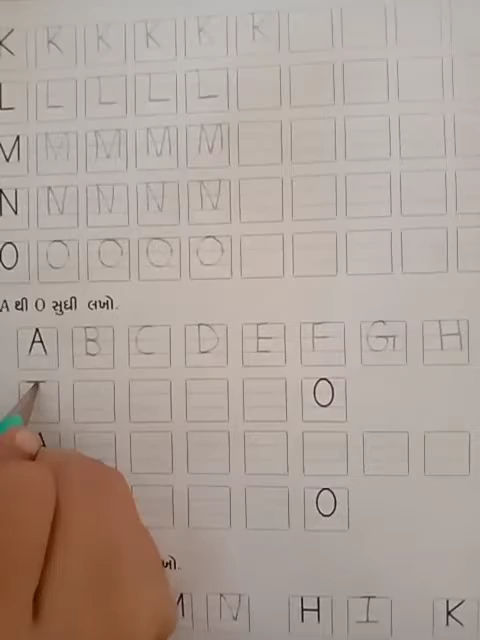 K K K K K K
L L L L L
M M M M M
N N N N N
O O O O O
A થી O સુધી લખો.
A B C D E F G H
O
A
O
N H I K